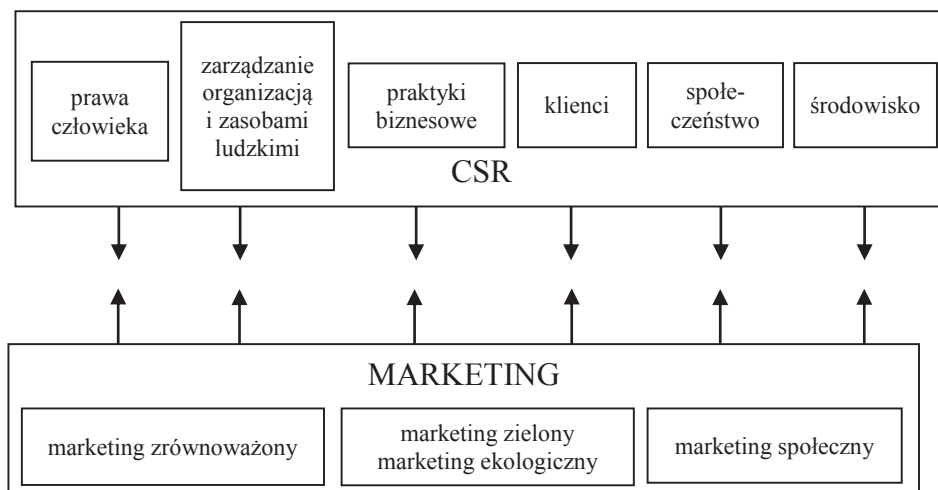 prawa
człowieka
zarządzanie
organizacją
i zasobami
ludzkimi
praktyki
biznesowe
klienci
społe-
czeństwo
środowisko
CSR
MARKETING
marketing zrównoważony
marketing zielony
marketing ekologiczny
marketing społeczny